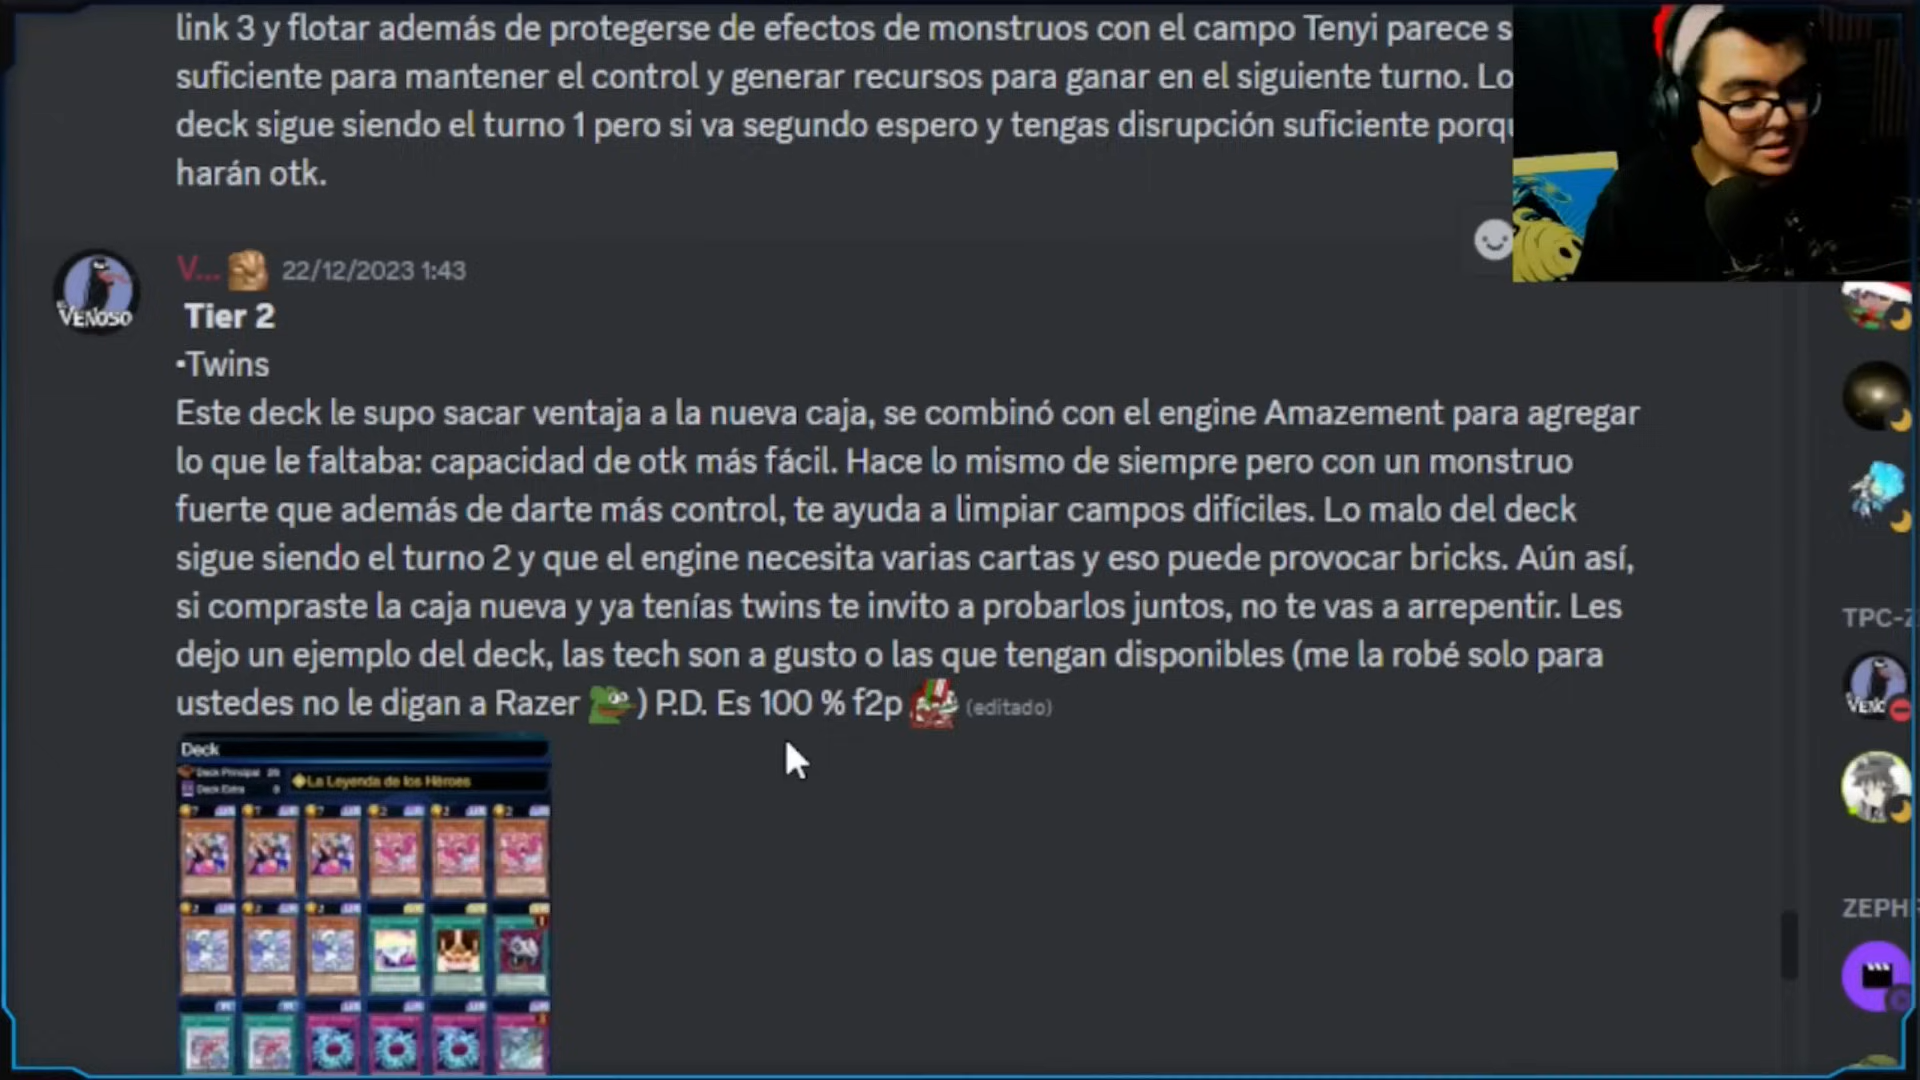 link 3 y flotar además de protegerse de efectos de monstruos con el campo Tenyi parece s
suficiente para mantener el control y generar recursos para ganar en el siguiente turno. Lo
deck sigue siendo el turno 1 pero si va segundo espero y tengas disrupción suficiente porqu
harán otk.
V... 22/12/2023 1:43
VENOSO
Tier 2
•Twins
Este deck le supo sacar ventaja a la nueva caja, se combinó con el engine Amazement para agregar
lo que le faltaba: capacidad de otk más fácil. Hace lo mismo de siempre pero con un monstruo
fuerte que además de darte más control, te ayuda a limpiar campos difíciles. Lo malo del deck
sigue siendo el turno 2 y que el engine necesita varias cartas y eso puede provocar bricks. Aún así,
si compraste la caja nueva y ya tenías twins te invito a probarlos juntos, no te vas a arrepentir. Les
dejo un ejemplo del deck, las tech son a gusto o las que tengan disponibles (me la robé solo para
ustedes no le digan a Razer ) P.D. Es 100 % f2p (editado)
Deck
Deck Principal
Deck Extra
La Leyenda de los Héroes
TPC-Z
VENO
ZEPH